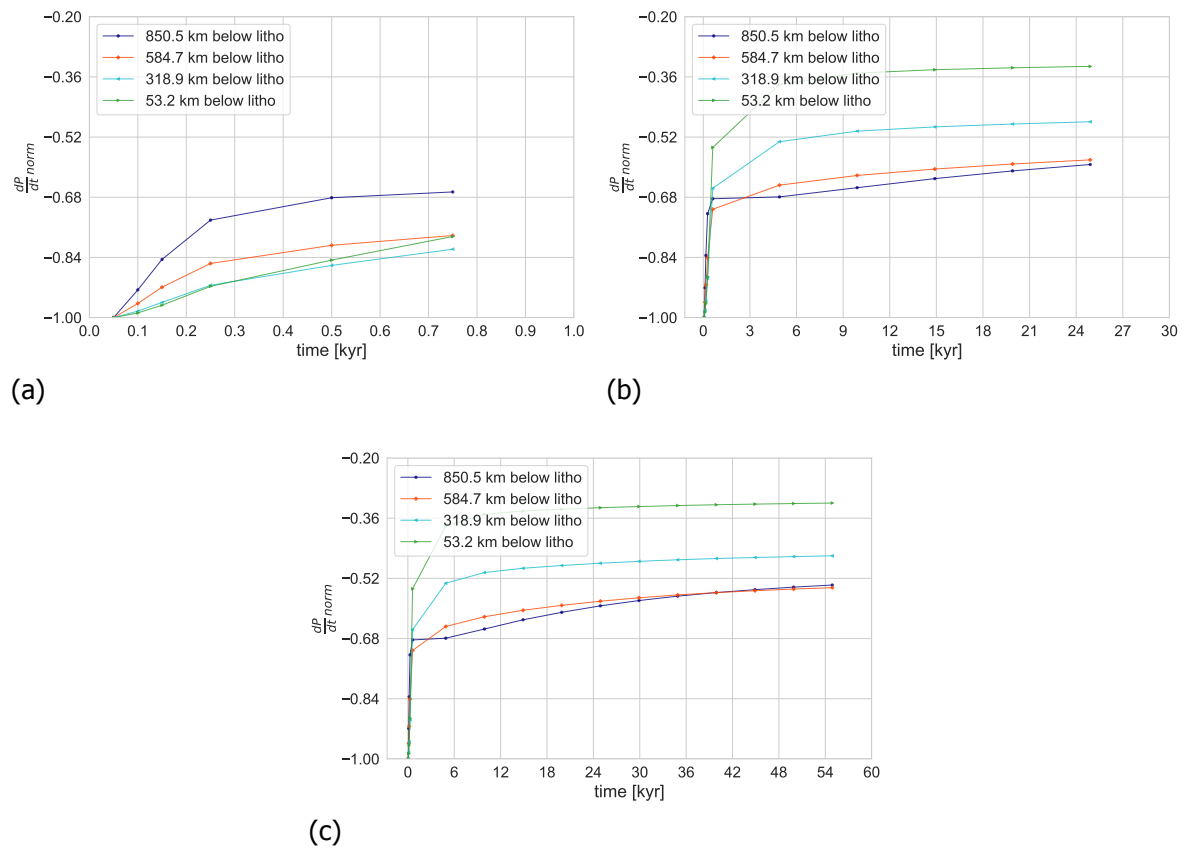 −0.20
−0.36
−0.52
−0.68
−0.84
−1.00
dP/dt norm
850.5 km below litho
584.7 km below litho
318.9 km below litho
53.2 km below litho
0.0 0.1 0.2 0.3 0.4 0.5 0.6 0.7 0.8 0.9 1.0
time [kyr]
(a)
−0.20
−0.36
−0.52
−0.68
−0.84
−1.00
dP/dt norm
850.5 km below litho
584.7 km below litho
318.9 km below litho
53.2 km below litho
0 3 6 9 12 15 18 21 24 27 30
time [kyr]
(b)
−0.20
−0.36
−0.52
−0.68
−0.84
−1.00
dP/dt norm
850.5 km below litho
584.7 km below litho
318.9 km below litho
53.2 km below litho
0 6 12 18 24 30 36 42 48 54 60
time [kyr]
(c)